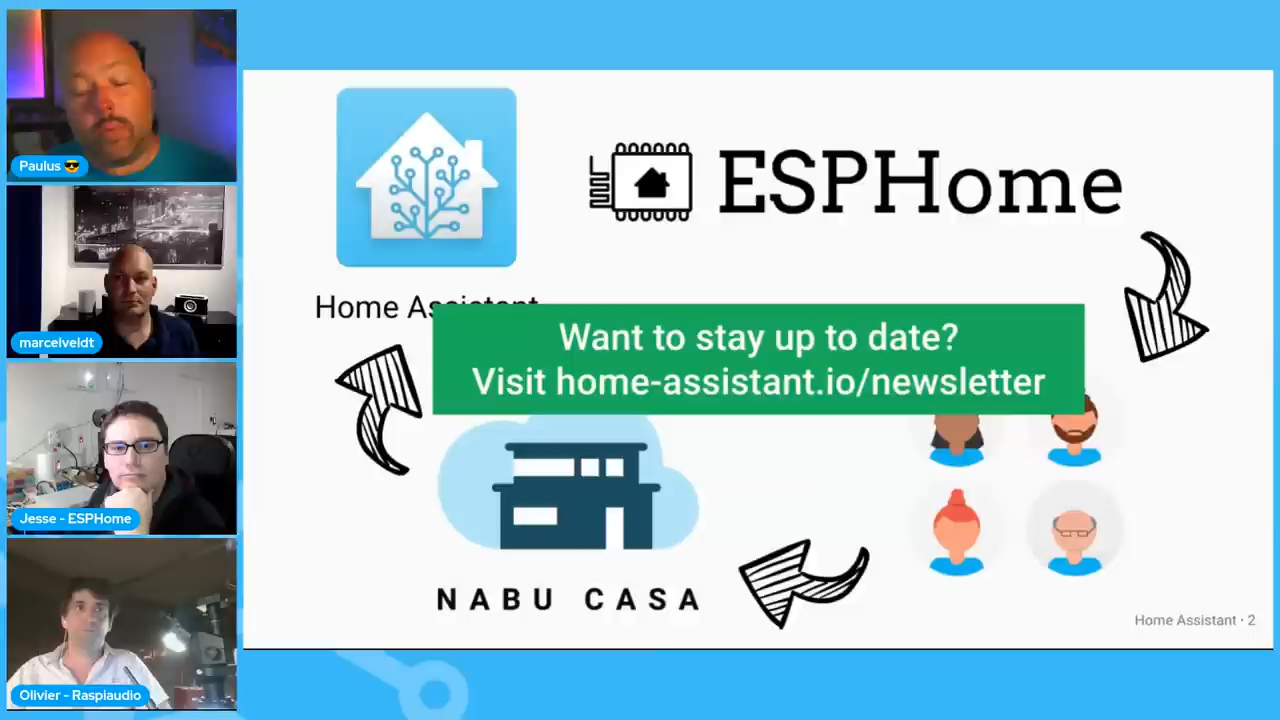 Paulus 😎
marcelveldt
Jesse - ESPHome
Olivier - Raspiaudio
ESPHome
Home Assistant
Want to stay up to date?
Visit home-assistant.io/newsletter
NABU CASA
Home Assistant · 2